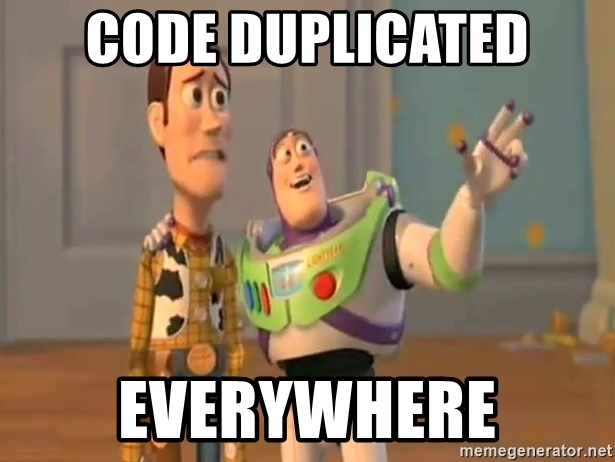 CODE DUPLICATED
EVERYWHERE
memegenerator.net